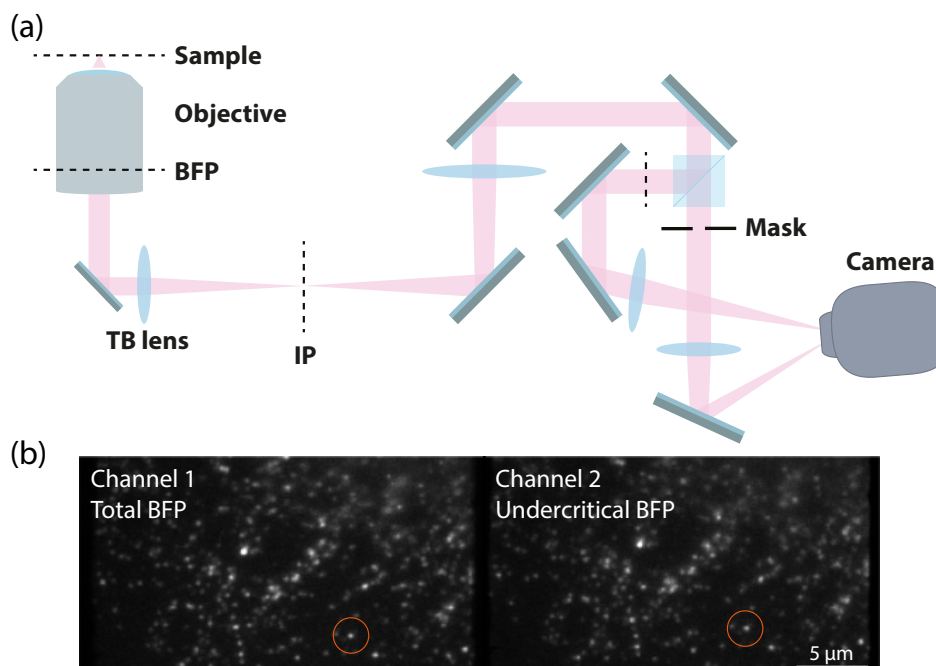 (a)
Sample
Objective
BFP
Mask
Camera
TB lens
IP
(b)
Channel 1
Total BFP
Channel 2
Undercritical BFP
5 μm